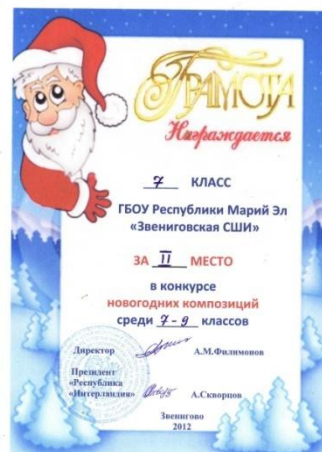 Грамота
Награждается
7 КЛАСС
ГБОУ Республики Марий Эл
«Звениговская СШИ»
ЗА II МЕСТО
в конкурсе
новогодних композиций
среди 7-9 классов
Директор А.М.Филимонов
Президент
«Республика
«Интерландия» А.Скворцов
Звенигово
2012